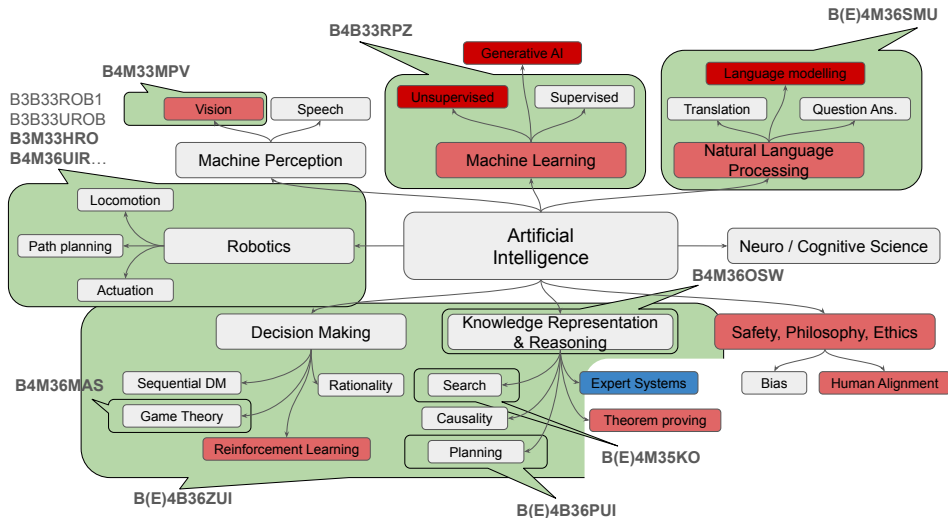 B(E)4M36SMU
B4B33RPZ
Generative AI
B4M33MPV
Language modelling
B3B33ROB1
B3B33UROB
B3M33HRO
B4M36UIR...
Vision
Speech
Unsupervised
Supervised
Translation
Question Ans.
Machine Perception
Machine Learning
Natural Language
Processing
Locomotion
Path planning
Robotics
Actuation
Artificial
Intelligence
Neuro / Cognitive Science
B4M36OSW
Decision Making
Knowledge Representation
& Reasoning
Safety, Philosophy, Ethics
B4M36MAS
Sequential DM
Rationality
Search
Expert Systems
Bias
Human Alignment
Game Theory
Causality
Theorem proving
Reinforcement Learning
Planning
B(E)4M35KO
B(E)4B36ZUI
B(E)4B36PUI